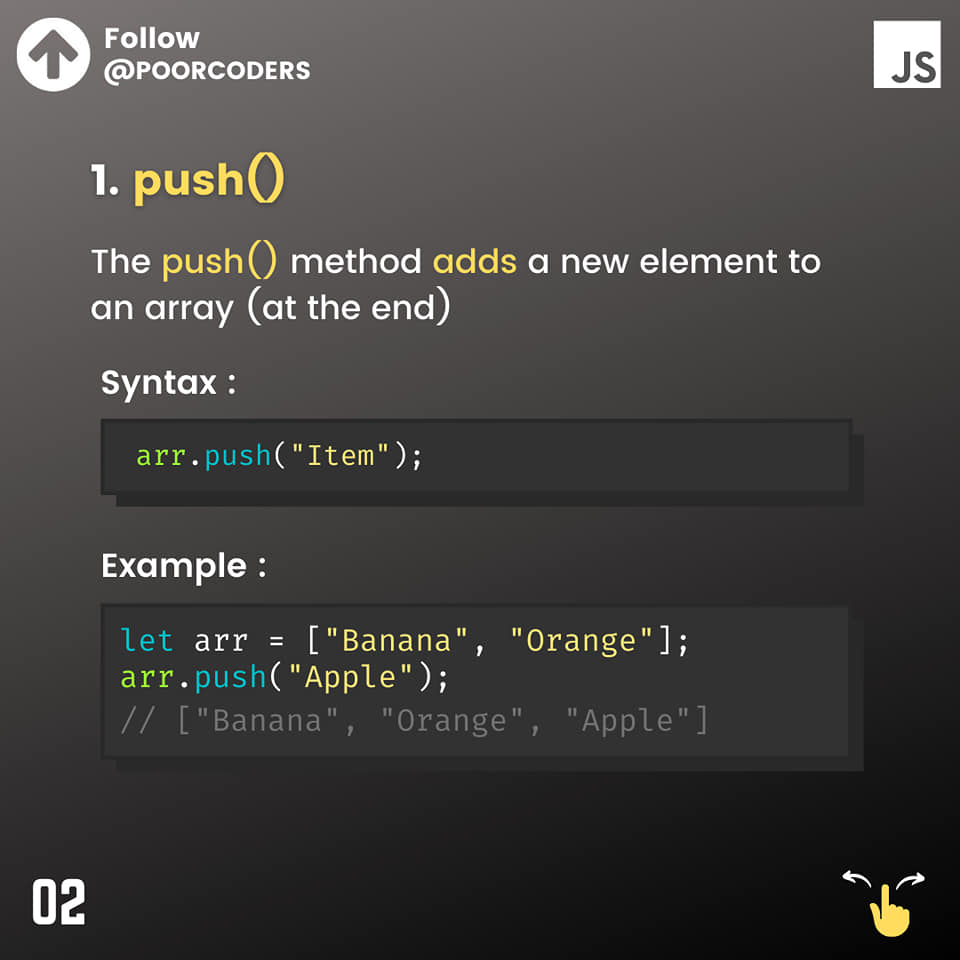 Follow
@POORCODERS
JS
1. push()
The push() method adds a new element to
an array (at the end)
Syntax :
arr.push("Item");
Example :
let arr = ["Banana", "Orange"];
arr.push("Apple");
// ["Banana", "Orange", "Apple"]
02